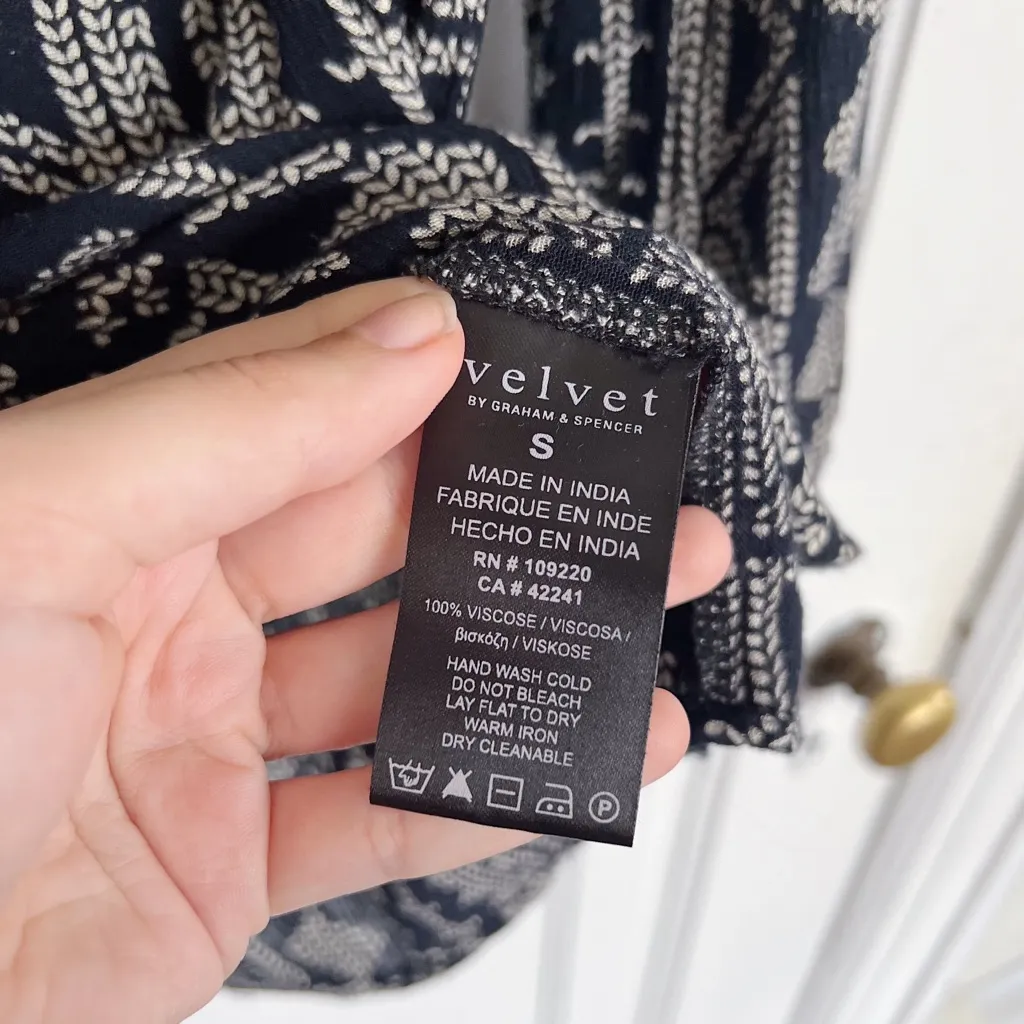 velvet
BY GRAHAM & SPENCER
S
MADE IN INDIA
FABRIQUE EN INDE
HECHO EN INDIA
RN # 109220
CA # 42241
100% VISCOSE / VISCOSA /
βισκόζη / VISKOSE
HAND WASH COLD
DO NOT BLEACH
LAY FLAT TO DRY
WARM IRON
DRY CLEANABLE
P